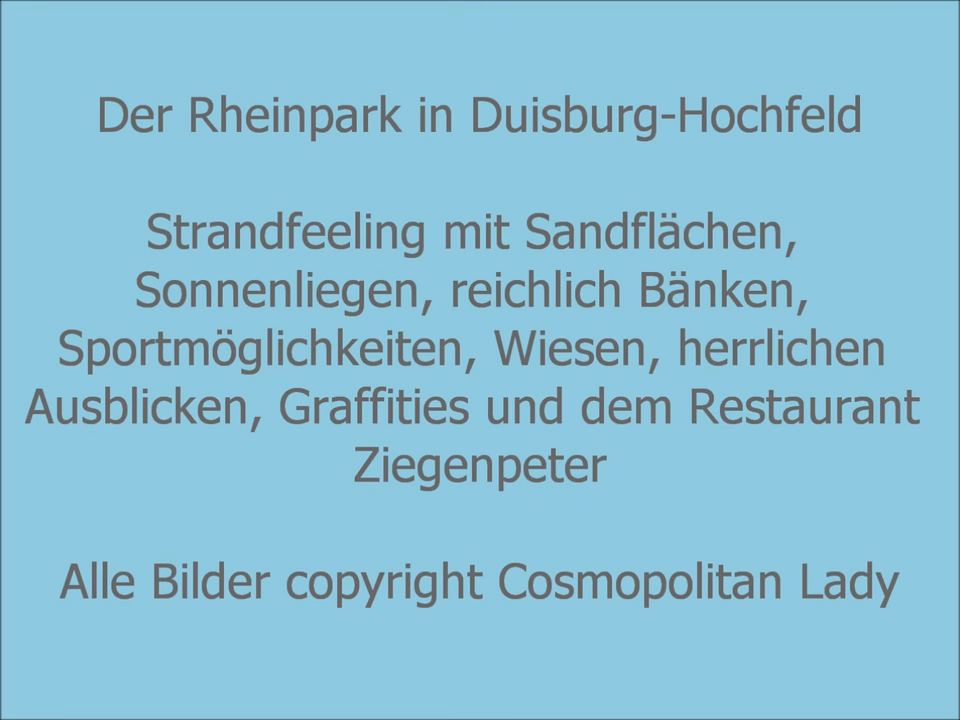 Der Rheinpark in Duisburg-Hochfeld
Strandfeeling mit Sandflächen,
Sonnenliegen, reichlich Bänken,
Sportmöglichkeiten, Wiesen, herrlichen
Ausblicken, Graffities und dem Restaurant
Ziegenpeter
Alle Bilder copyright Cosmopolitan Lady